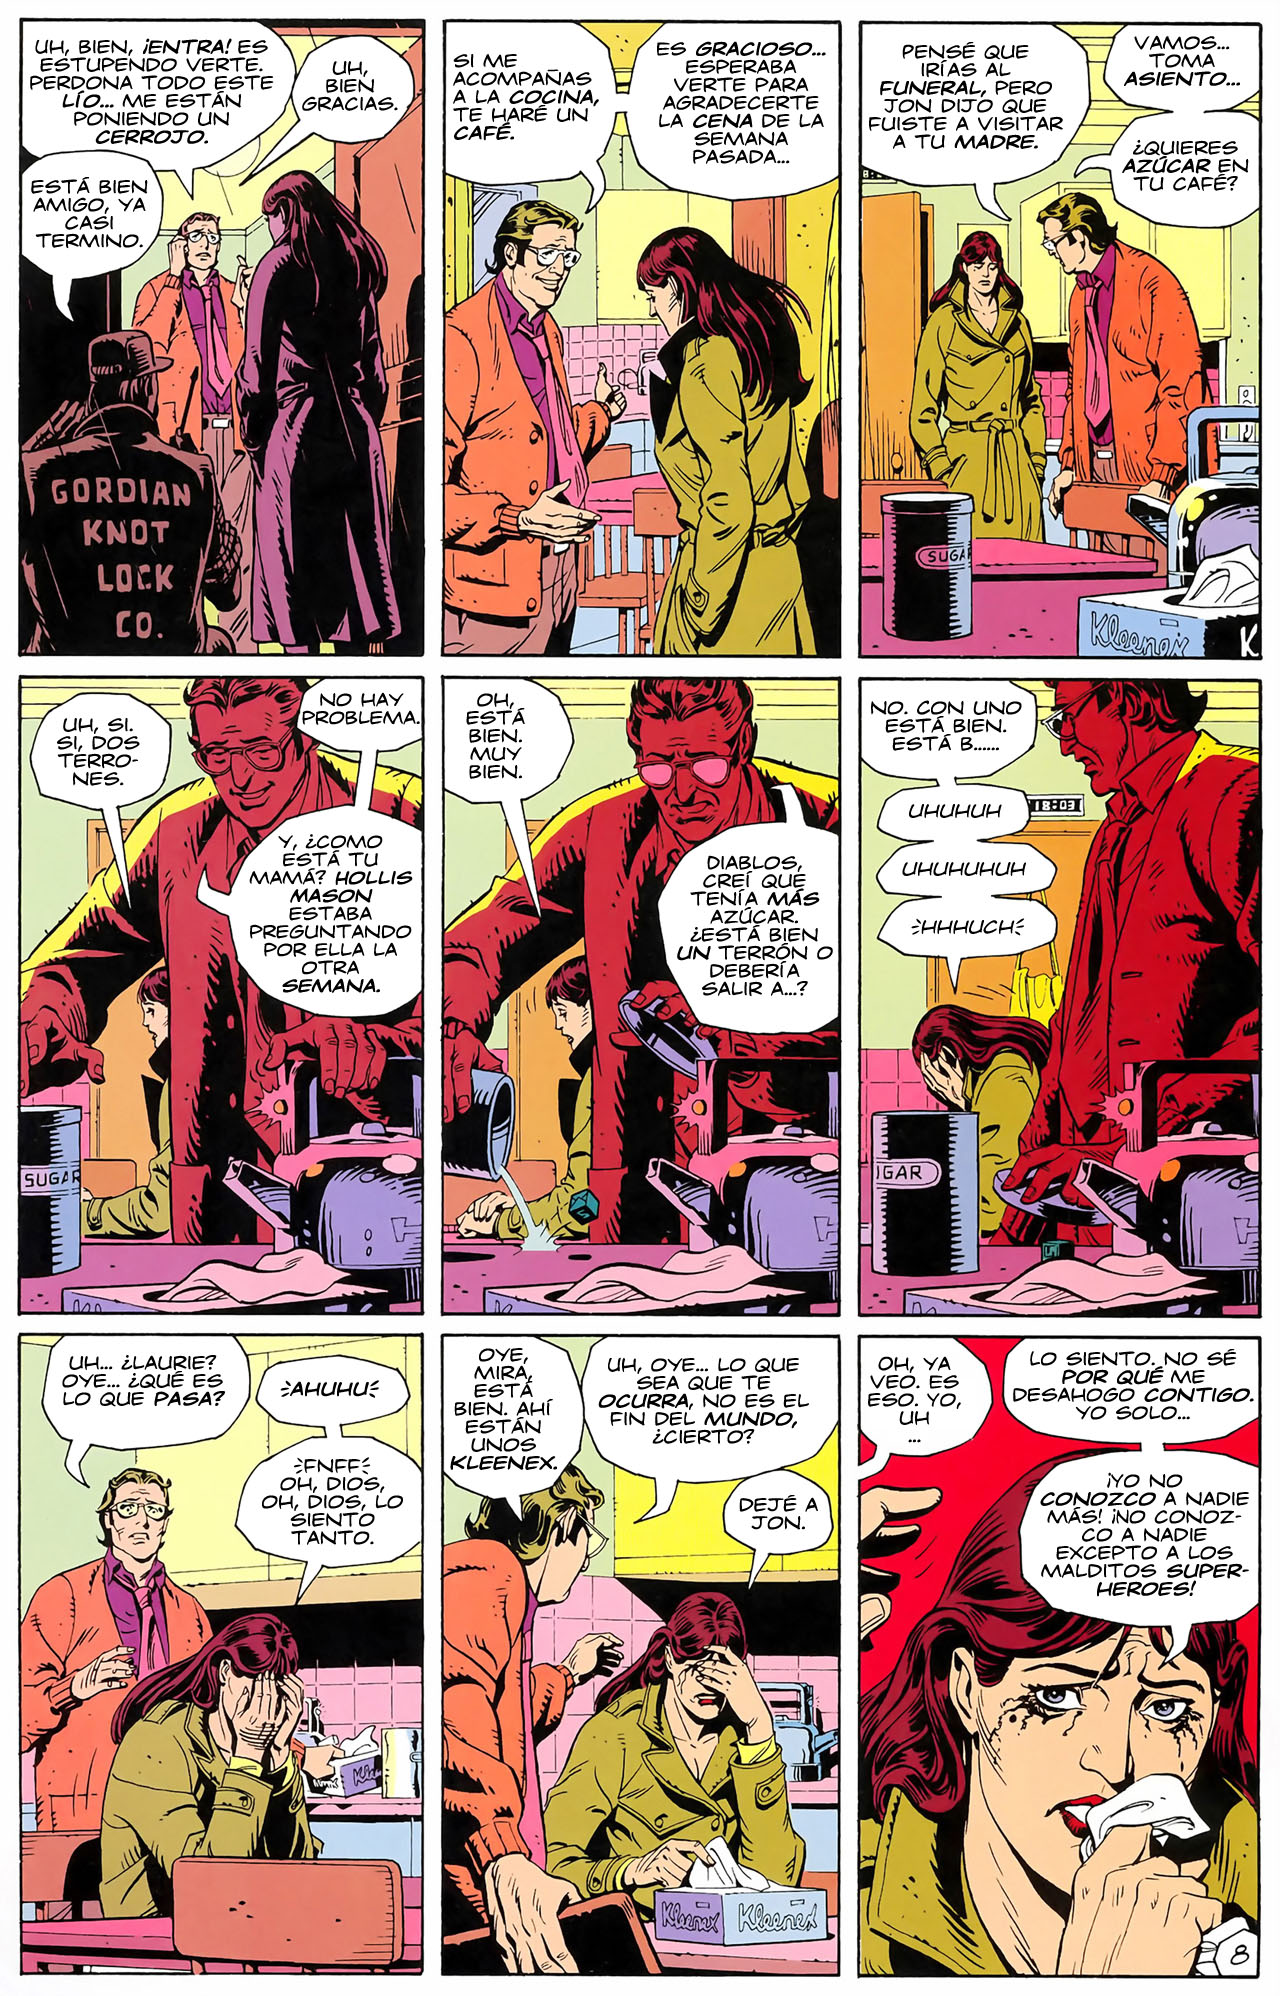 UH, BIEN, ¡ENTRA! ES
ESTUPENDO VERTE.
PERDONA TODO ESTE
LÍO... ME ESTÁN
PONIENDO UN
CERROJO.
UH,
BIEN
GRACIAS.
ESTÁ BIEN
AMIGO, YA
CASI
TERMINO.
GORDIAN
KNOT
LOCK
CO.
SI ME
ACOMPAÑAS
A LA COCINA,
TE HARÉ UN
CAFÉ.
ES GRACIOSO...
ESPERABA
VERTE PARA
AGRADECERTE
LA CENA DE LA
SEMANA
PASADA...
PENSÉ QUE
IRÍAS AL
FUNERAL, PERO
JON DIJO QUE
FUISTE A VISITAR
A TU MADRE.
VAMOS...
TOMA
ASIENTO...
¿QUIERES
AZÚCAR EN
TU CAFÉ?
SUGAR
Kleenex
K
UH, SI.
SI, DOS
TERRO-
NES.
NO HAY
PROBLEMA.
Y, ¿COMO
ESTÁ TU
MAMÁ? HOLLIS
MASON
ESTABA
PREGUNTANDO
POR ELLA LA
OTRA
SEMANA.
SUGAR
OH,
ESTÁ
BIEN.
MUY
BIEN.
DIABLOS,
CREÍ QUE
TENÍA MÁS
AZÚCAR.
¿ESTÁ BIEN
UN TERRÓN O
DEBERÍA
SALIR A...?
NO. CON UNO
ESTÁ BIEN.
ESTÁ B......
UHUHUH
UHUHUHUH
HHHUCH
18:03
UGAR
UH... ¿LAURIE?
OYE... ¿QUÉ ES
LO QUE PASA?
AHUHU
FNFF
OH, DIOS,
OH, DIOS, LO
SIENTO
TANTO.
Kleenex
OYE,
MIRA,
ESTÁ
BIEN. AHÍ
ESTÁN
UNOS
KLEENEX.
UH, OYE... LO QUE
SEA QUE TE
OCURRA, NO ES EL
FIN DEL MUNDO,
¿CIERTO?
DEJÉ A
JON.
Kleenex Kleenex
OH, YA
VEO. ES
ESO. YO,
UH
...
LO SIENTO. NO SÉ
POR QUÉ ME
DESAHOGO CONTIGO.
YO SOLO...
¡YO NO
CONOZCO A NADIE
MÁS! ¡NO CONOZ-
CO A NADIE
EXCEPTO A LOS
MALDITOS SUPER-
HEROES!
8